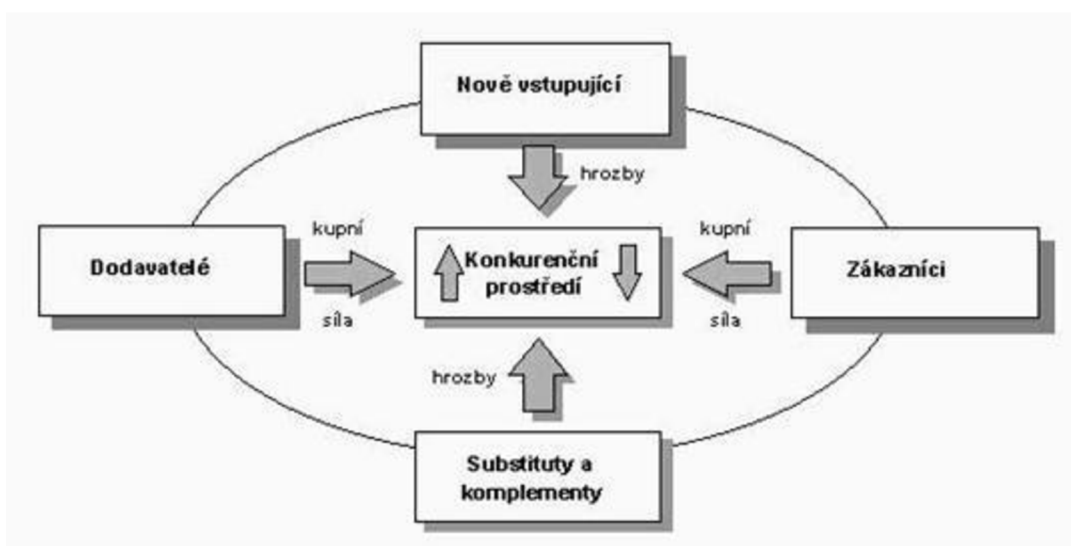 Nově vstupující
hrozby
kupní
kupní
Dodavatelé
Konkurenční
prostředí
Zákazníci
síla
síla
hrozby
Substituty a
komplementy